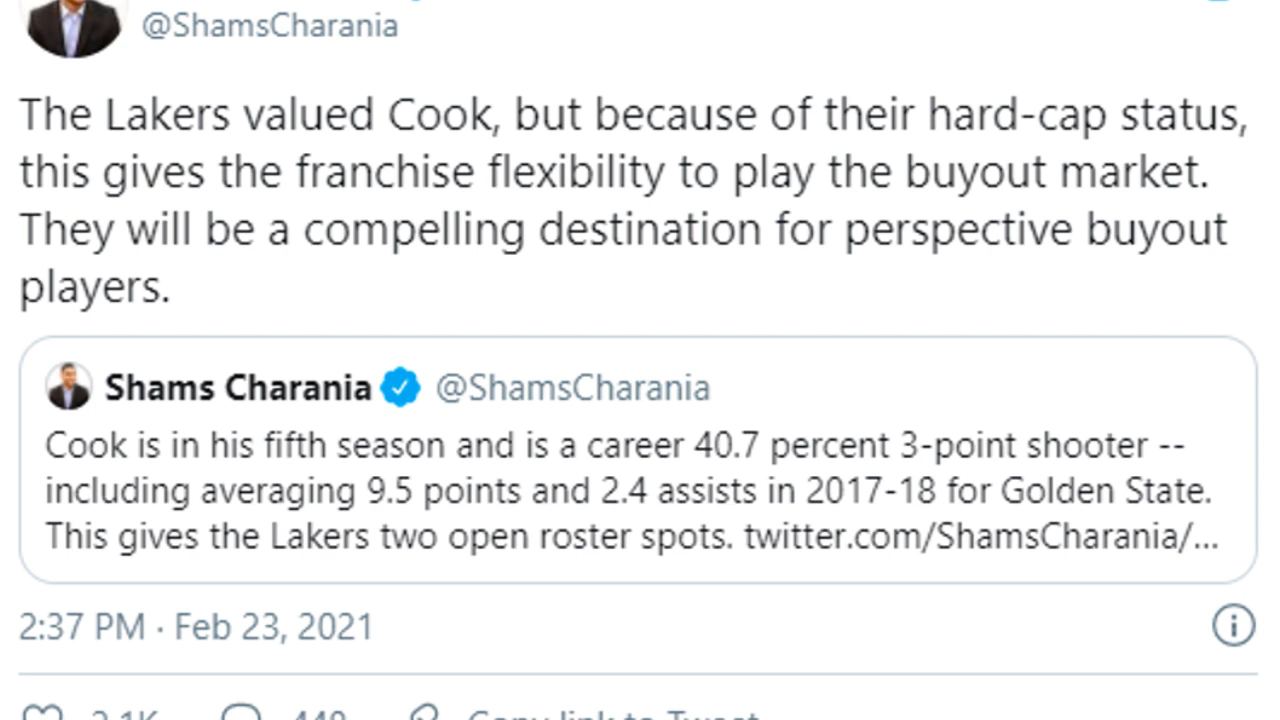 @ShamsCharania
The Lakers valued Cook, but because of their hard-cap status,
this gives the franchise flexibility to play the buyout market.
They will be a compelling destination for perspective buyout
players.
Shams Charania @ShamsCharania
Cook is in his fifth season and is a career 40.7 percent 3-point shooter --
including averaging 9.5 points and 2.4 assists in 2017-18 for Golden State.
This gives the Lakers two open roster spots. twitter.com/ShamsCharania/...
2:37 PM · Feb 23, 2021
Copy link to Tweet